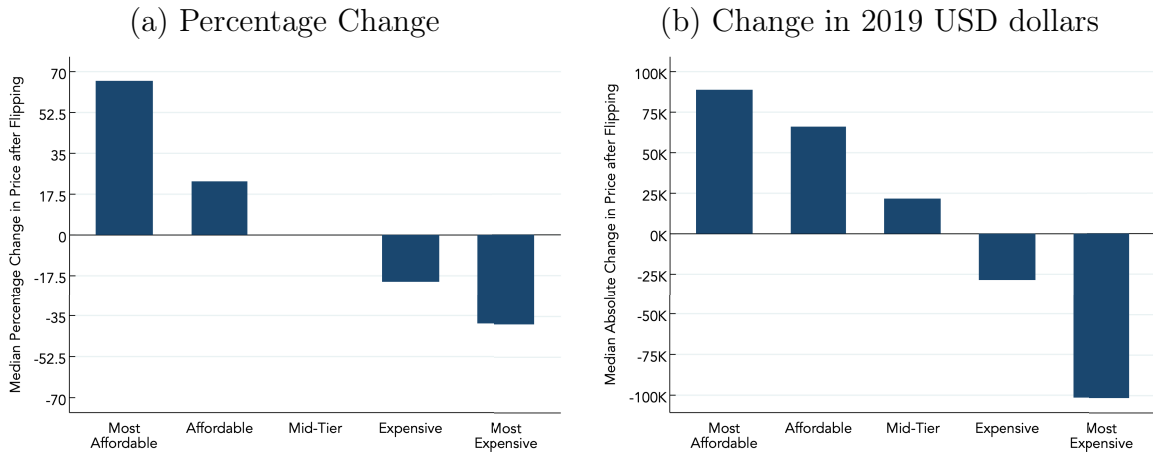 (a) Percentage Change
Median Percentage Change in Price after Flipping
70
52.5
35
17.5
0
-17.5
-35
-52.5
-70
Most
Affordable
Affordable
Mid-Tier
Expensive
Most
Expensive
(b) Change in 2019 USD dollars
Median Absolute Change in Price after Flipping
100K
75K
50K
25K
0K
-25K
-50K
-75K
-100K
Most
Affordable
Affordable
Mid-Tier
Expensive
Most
Expensive